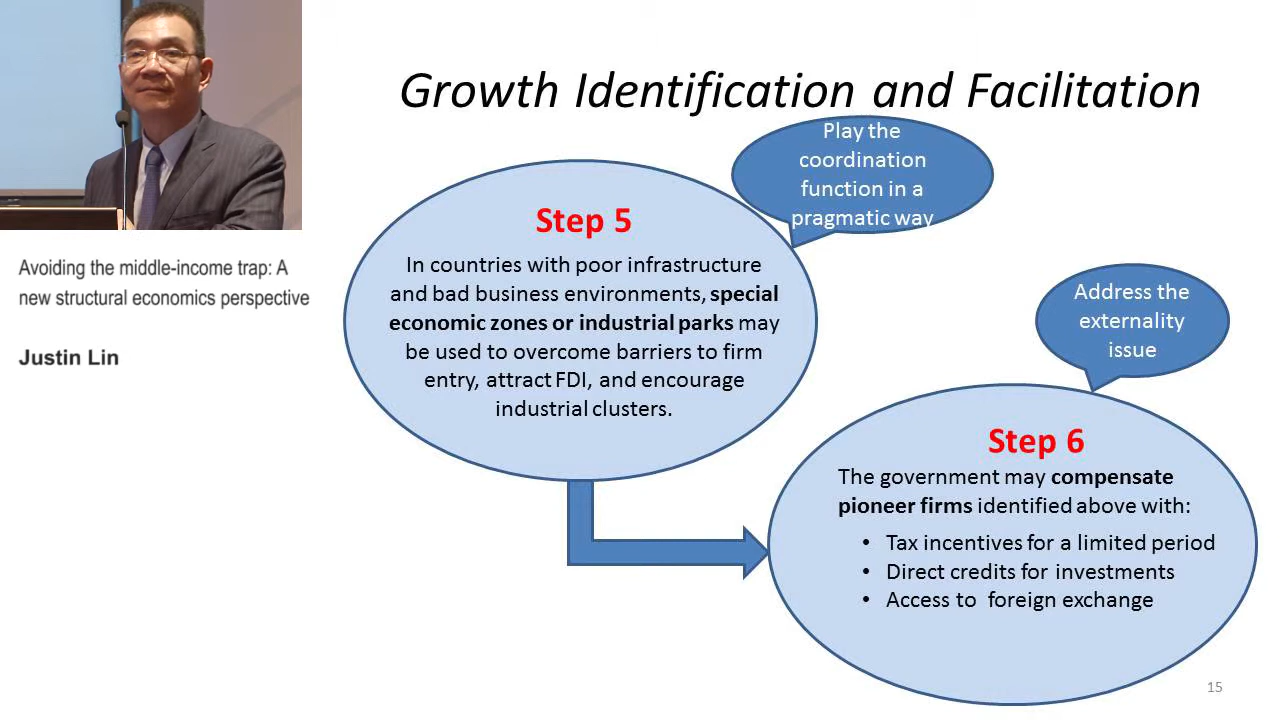 Growth Identification and Facilitation
Play the
coordination
function in a
pragmatic way
Step 5
In countries with poor infrastructure
and bad business environments, special
economic zones or industrial parks may
be used to overcome barriers to firm
entry, attract FDI, and encourage
industrial clusters.
Avoiding the middle-income trap: A
new structural economics perspective
Justin Lin
Address the
externality
issue
Step 6
The government may compensate
pioneer firms identified above with:
• Tax incentives for a limited period
• Direct credits for investments
• Access to  foreign exchange
15